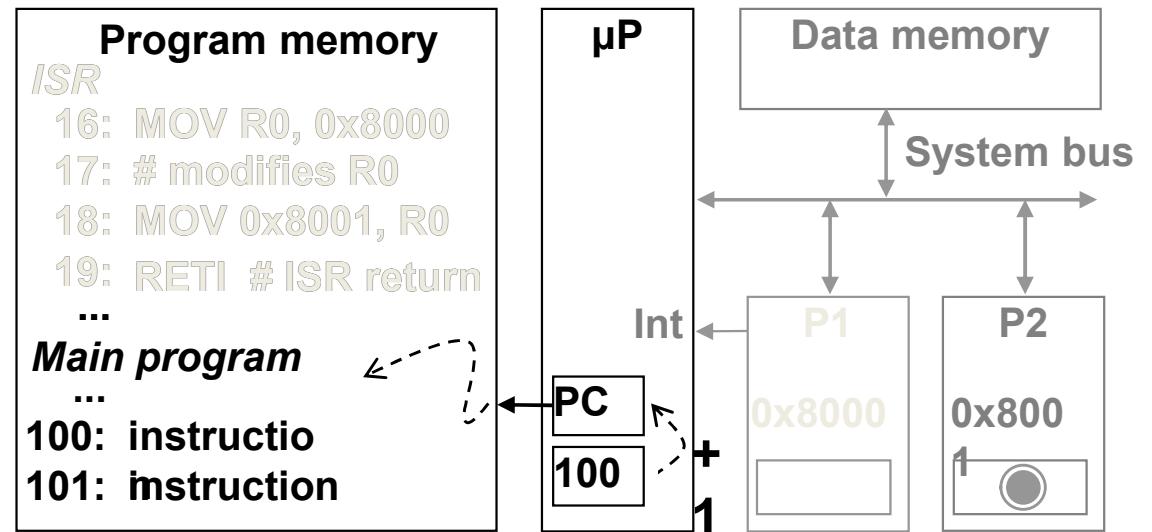 Program memory
ISR
16: MOV R0, 0x8000
17: # modifies R0
18: MOV 0x8001, R0
19: RETI # ISR return
...
Main program
...
100: instructio
n
101: instruction
µP
Int
PC
100
+
1
Data memory
System bus
P1
0x8000
P2
0x800
1